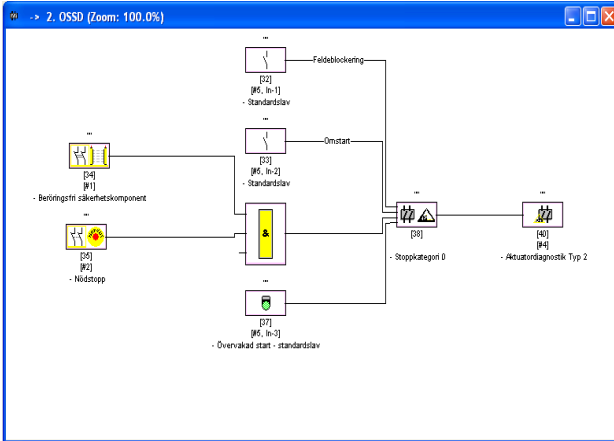 -> 2. OSSD (Zoom: 100.0%)
...
[32]
[#5, In-1]
- Standardslav
Feldeblockering
...
[33]
[#5, In-2]
- Standardslav
Omstart
...
[34]
[#1]
- Beröringsfri säkerhetskomponent
...
[35]
[#2]
- Nödstopp
&
[37]
[#5, In-3]
- Övervakad start - standardslav
...
[38]
- Stoppkategori 0
...
[40]
[#4]
- Aktuatordiagnostik Typ 2